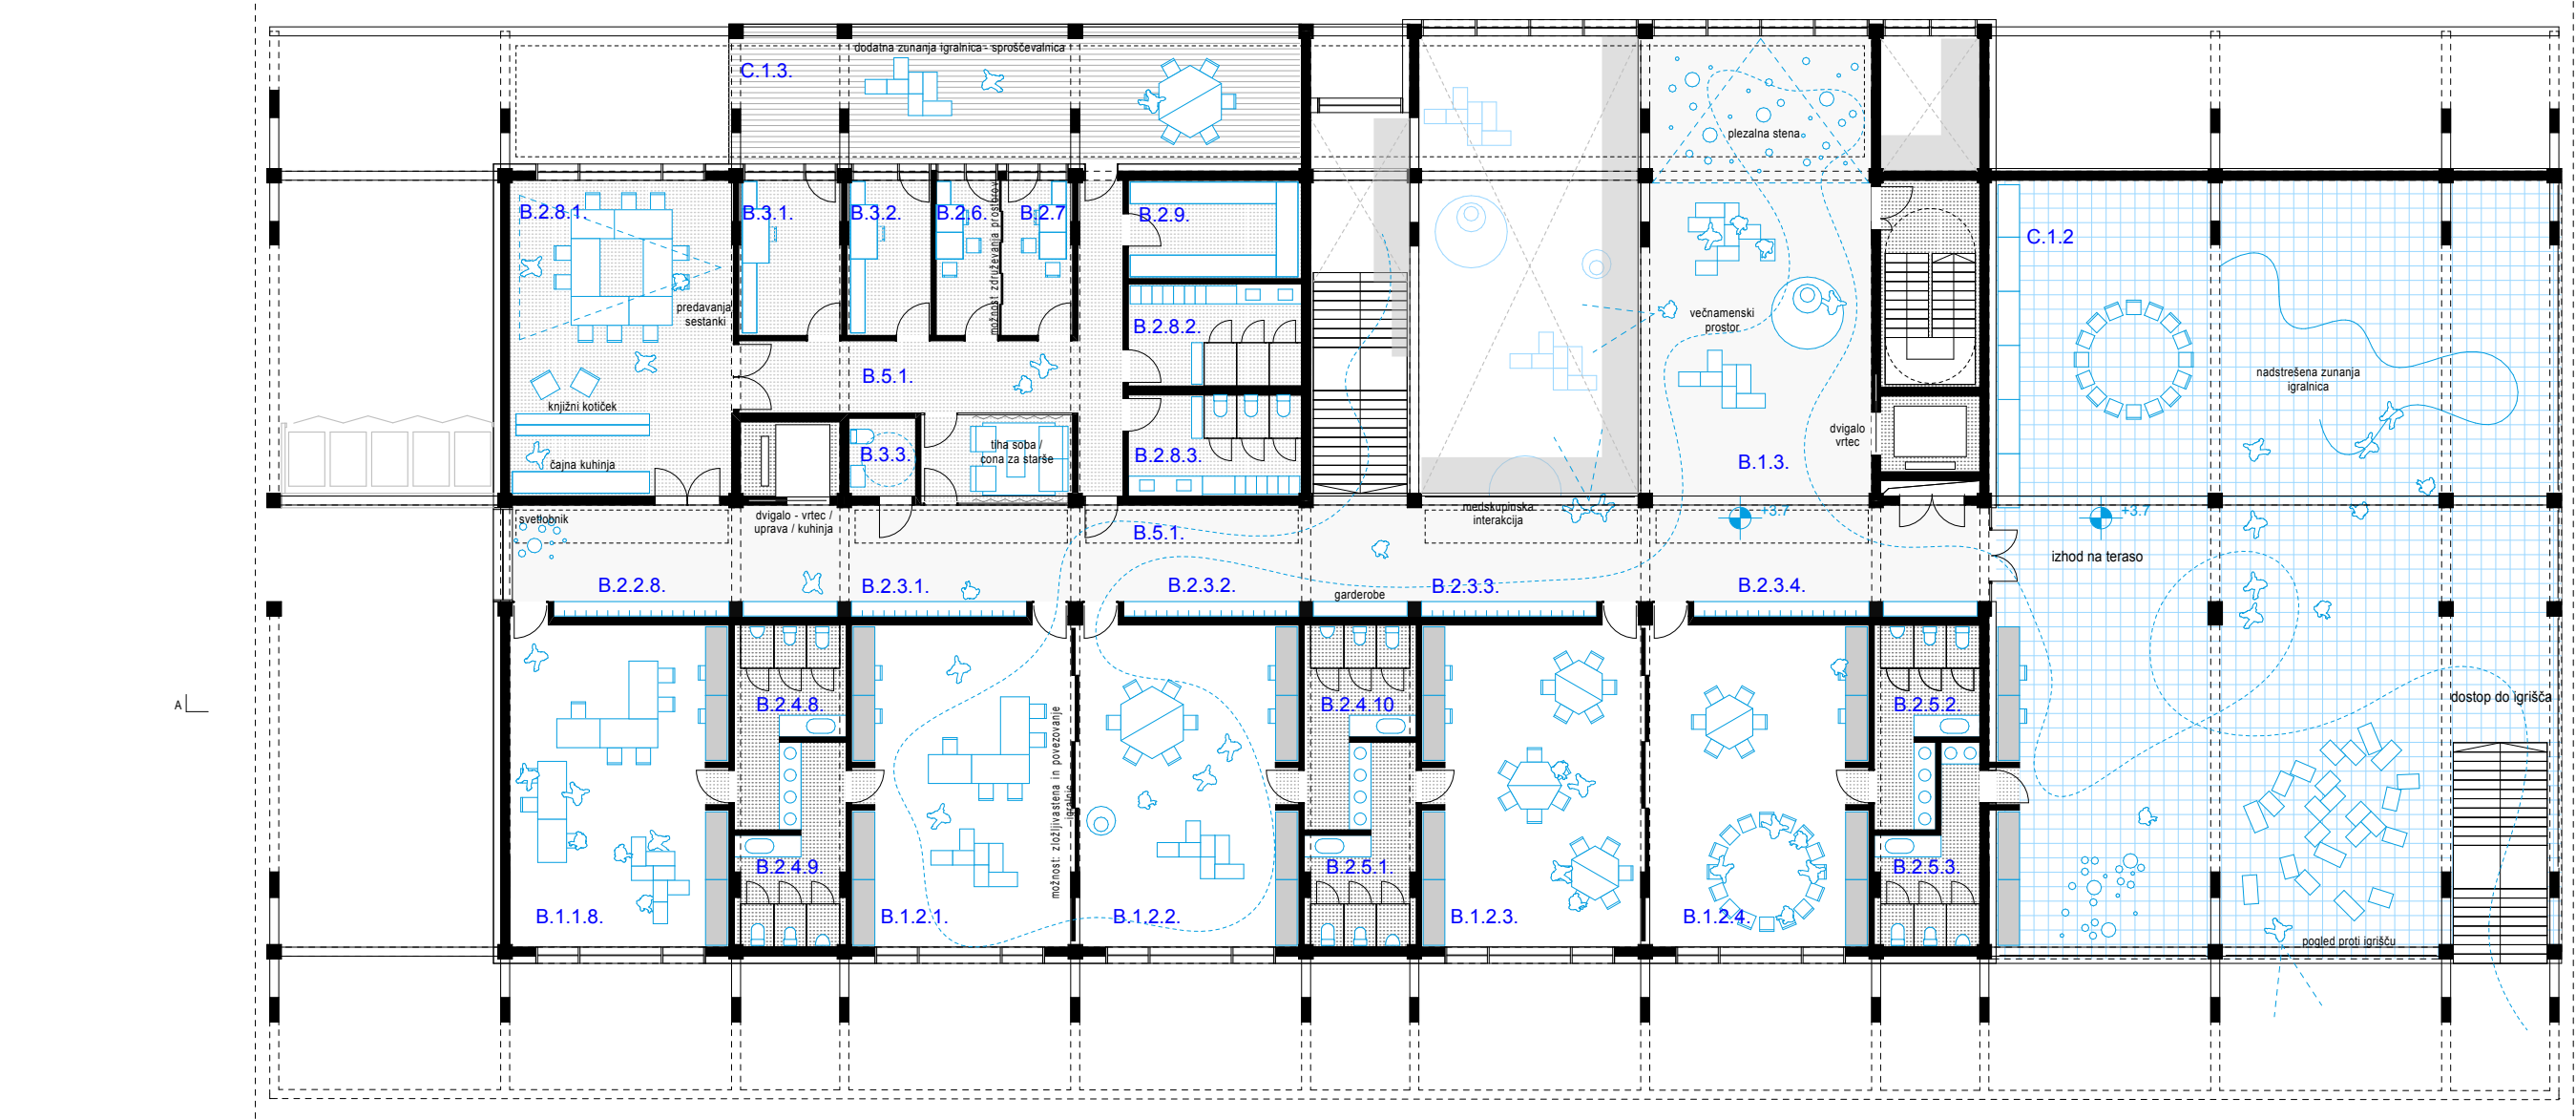 dodatna zunanja igralnica - sproščevalnica
C.1.3.
plezalna stena
B.2.8.1.
B.3.1.
B.3.2.
B.2.6.
B.2.7
B.2.9.
možnost združevanja prostorov
C.1.2
predavanja
sestanki
B.2.8.2.
večnamenski
prostor
B.5.1.
nadstrešena zunanja
igralnica
knjižni kotiček
čajna kuhinja
B.3.3.
tiha soba /
cona za starše
B.2.8.3.
dvigalo
vrtec
B.1.3.
svetlobnik
dvigalo - vrtec /
uprava / kuhinja
B.5.1.
medskupinska
interakcija
+3.7
+3.7
izhod na teraso
B.2.2.8.
B.2.3.1.
B.2.3.2.
garderobe
B.2.3.3.
B.2.3.4.
A
B.2.4.8.
B.2.4.10
B.2.5.2.
dostop do igrišča
možnost: zložljivastena in povezovanje
igralnic
B.2.4.9.
B.2.5.1.
B.2.5.3.
B.1.1.8.
B.1.2.1.
B.1.2.2.
B.1.2.3.
B.1.2.4.
pogled proti igrišču